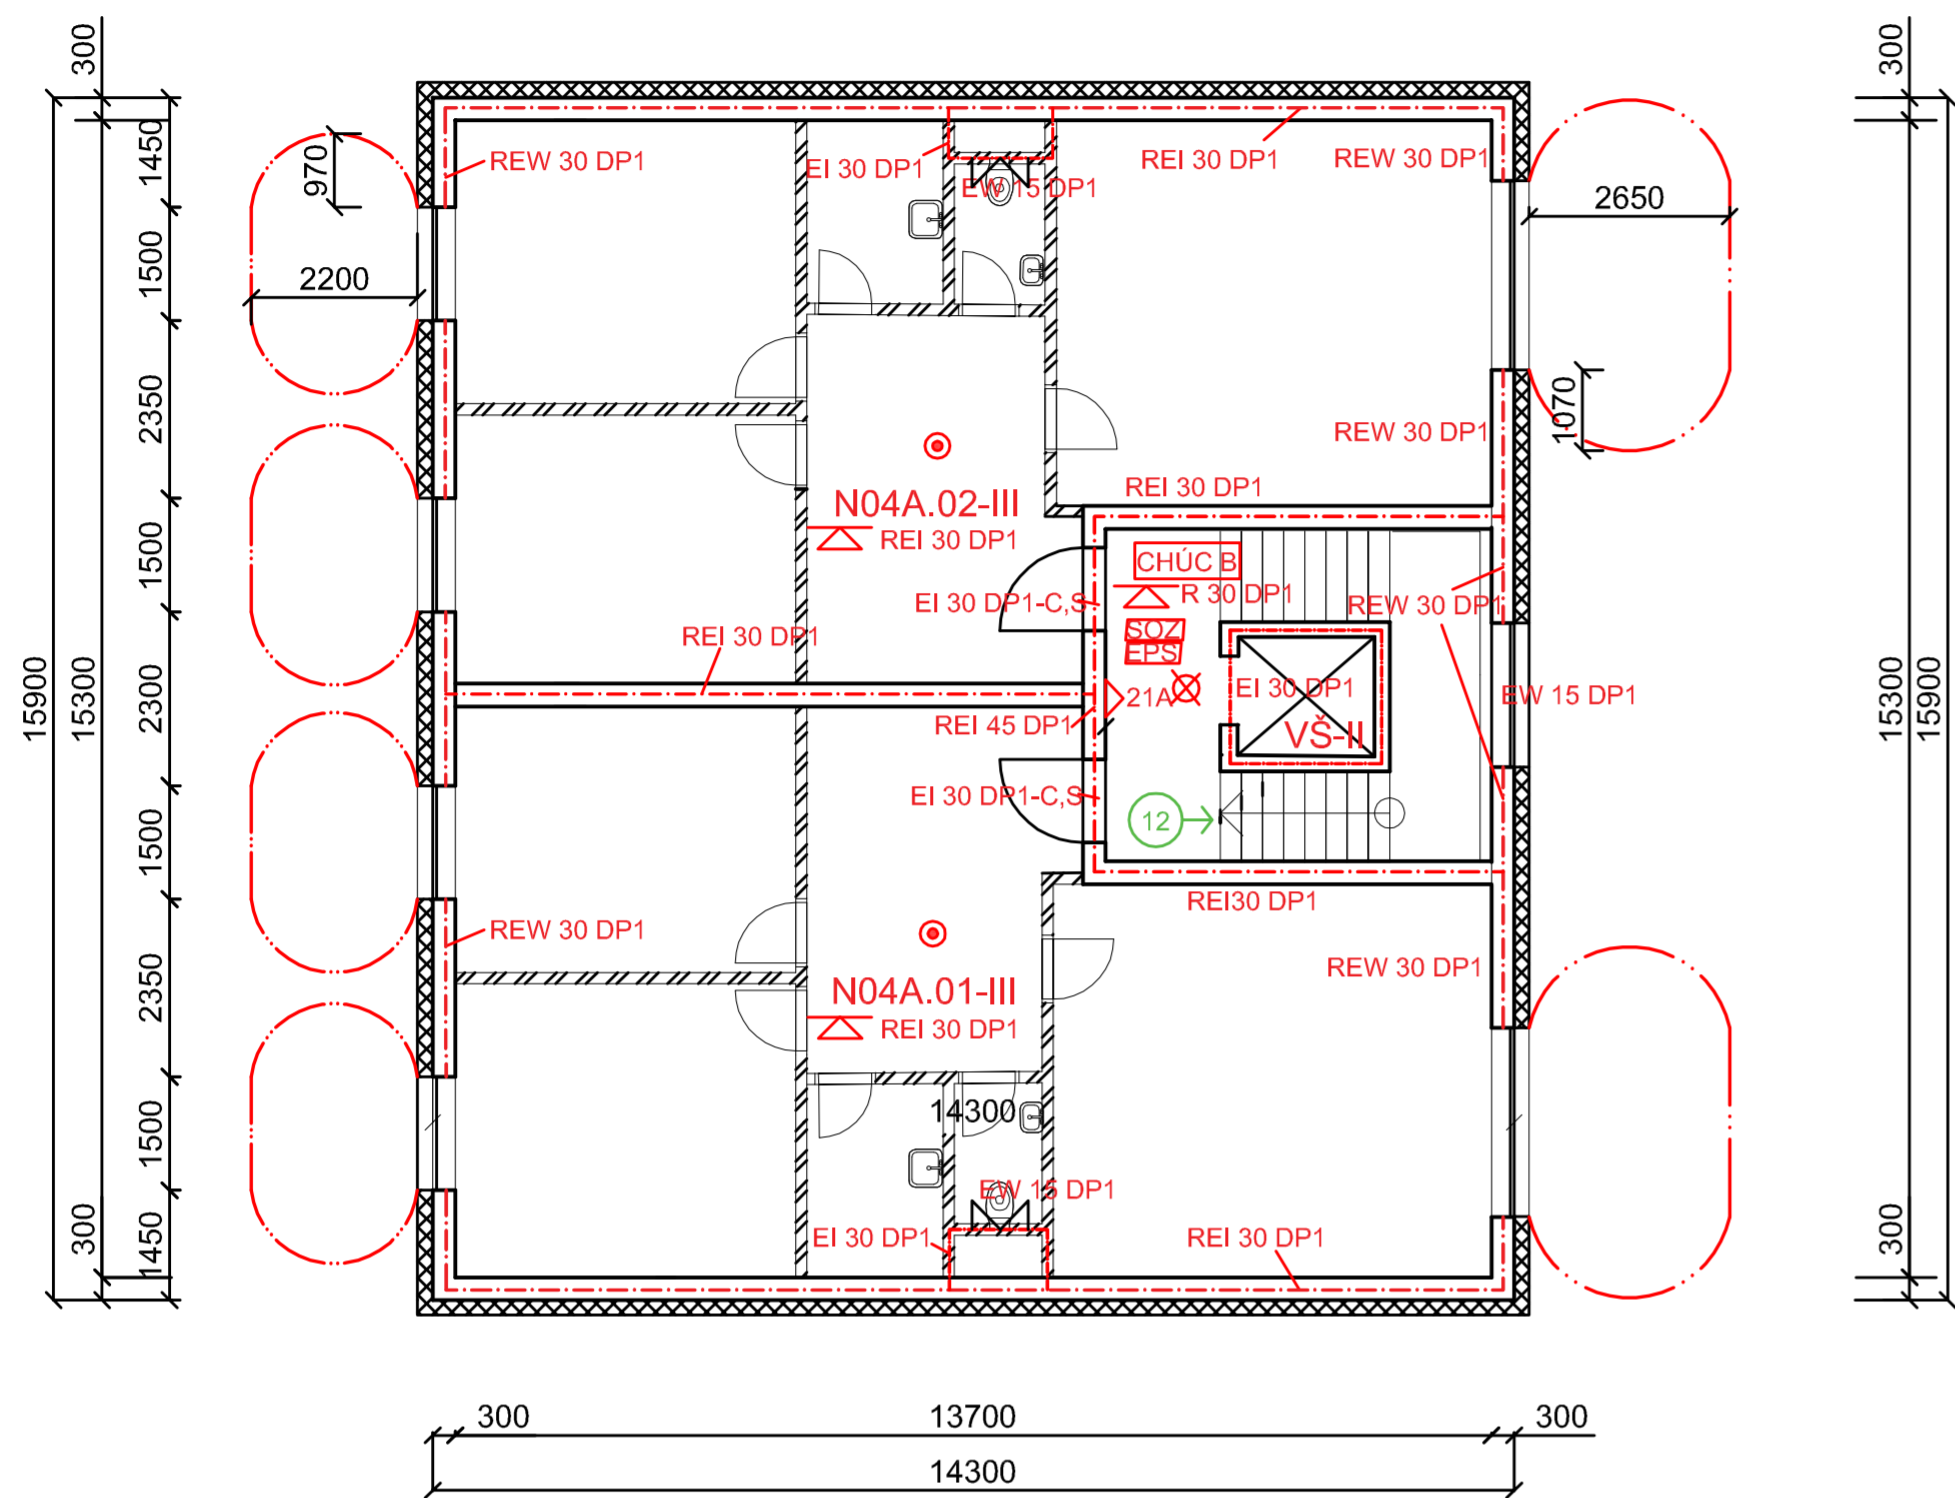 300
300
1450
970
REW 30 DP1
EI 30 DP1
EW 15 DP1
REI 30 DP1
REW 30 DP1
2650
1500
2200
2350
1070
REW 30 DP1
REI 30 DP1
N04A.02-III
REI 30 DP1
CHÚC B
R 30 DP1
EI 30 DP1-C,S
REW 30 DP1
1500
SOZ
EPS
REI 30 DP1
15900
15300
2300
21A
EI 30 DP1
EW 15 DP1
REI 45 DP1
VŠ-II
15300
15900
EI 30 DP1-C,S
12
1500
REI30 DP1
REW 30 DP1
REW 30 DP1
2350
N04A.01-III
REI 30 DP1
14300
1500
EW 15 DP1
EI 30 DP1
REI 30 DP1
300
1450
300
300
13700
300
14300